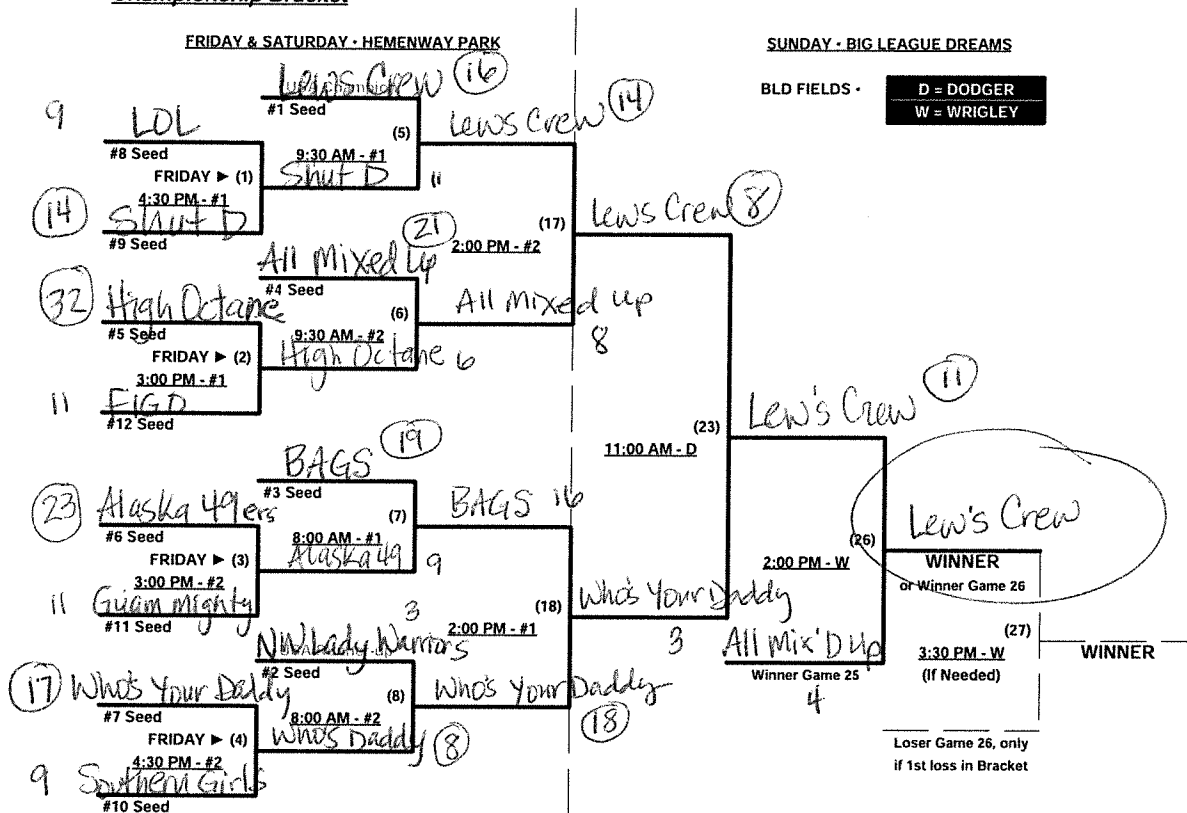 Championship Bracket
FRIDAY & SATURDAY • HEMENWAY PARK
SUNDAY • BIG LEAGUE DREAMS
BLD FIELDS •
D = DODGER
W = WRIGLEY
Lew's Crew 16
#1 Seed
9 LOL
#8 Seed
FRIDAY ► (1)
4:30 PM - #1
14 Shut D
#9 Seed
(5)
9:30 AM - #1
Shut D 11
Lew's Crew 14
All Mixed Up 21
#4 Seed
32 High Octane
#5 Seed
FRIDAY ► (2)
3:00 PM - #1
11 FIGD
#12 Seed
(6)
9:30 AM - #2
High Octane 6
(17)
2:00 PM - #2
All Mixed Up
8
Lew's Crew 8
BAGS 19
#3 Seed
23 Alaska 49ers
#6 Seed
FRIDAY ► (3)
3:00 PM - #2
11 Guam Mighty
#11 Seed
(7)
8:00 AM - #1
Alaska 49 9
BAGS 16
3
NW Lady Warriors
#2 Seed
17 Who's Your Daddy
#7 Seed
FRIDAY ► (4)
4:30 PM - #2
9 Southern Girls
#10 Seed
(8)
8:00 AM - #2
Who's Daddy 8
(18)
2:00 PM - #1
Who's Your Daddy
18
Who's Your Daddy
3
(23)
11:00 AM - D
Lew's Crew 11
(26)
2:00 PM - W
All Mix'D Up
Winner Game 25
4
Lew's Crew
WINNER
or Winner Game 26
(27)
3:30 PM - W
(If Needed)
WINNER
Loser Game 26, only
if 1st loss in Bracket